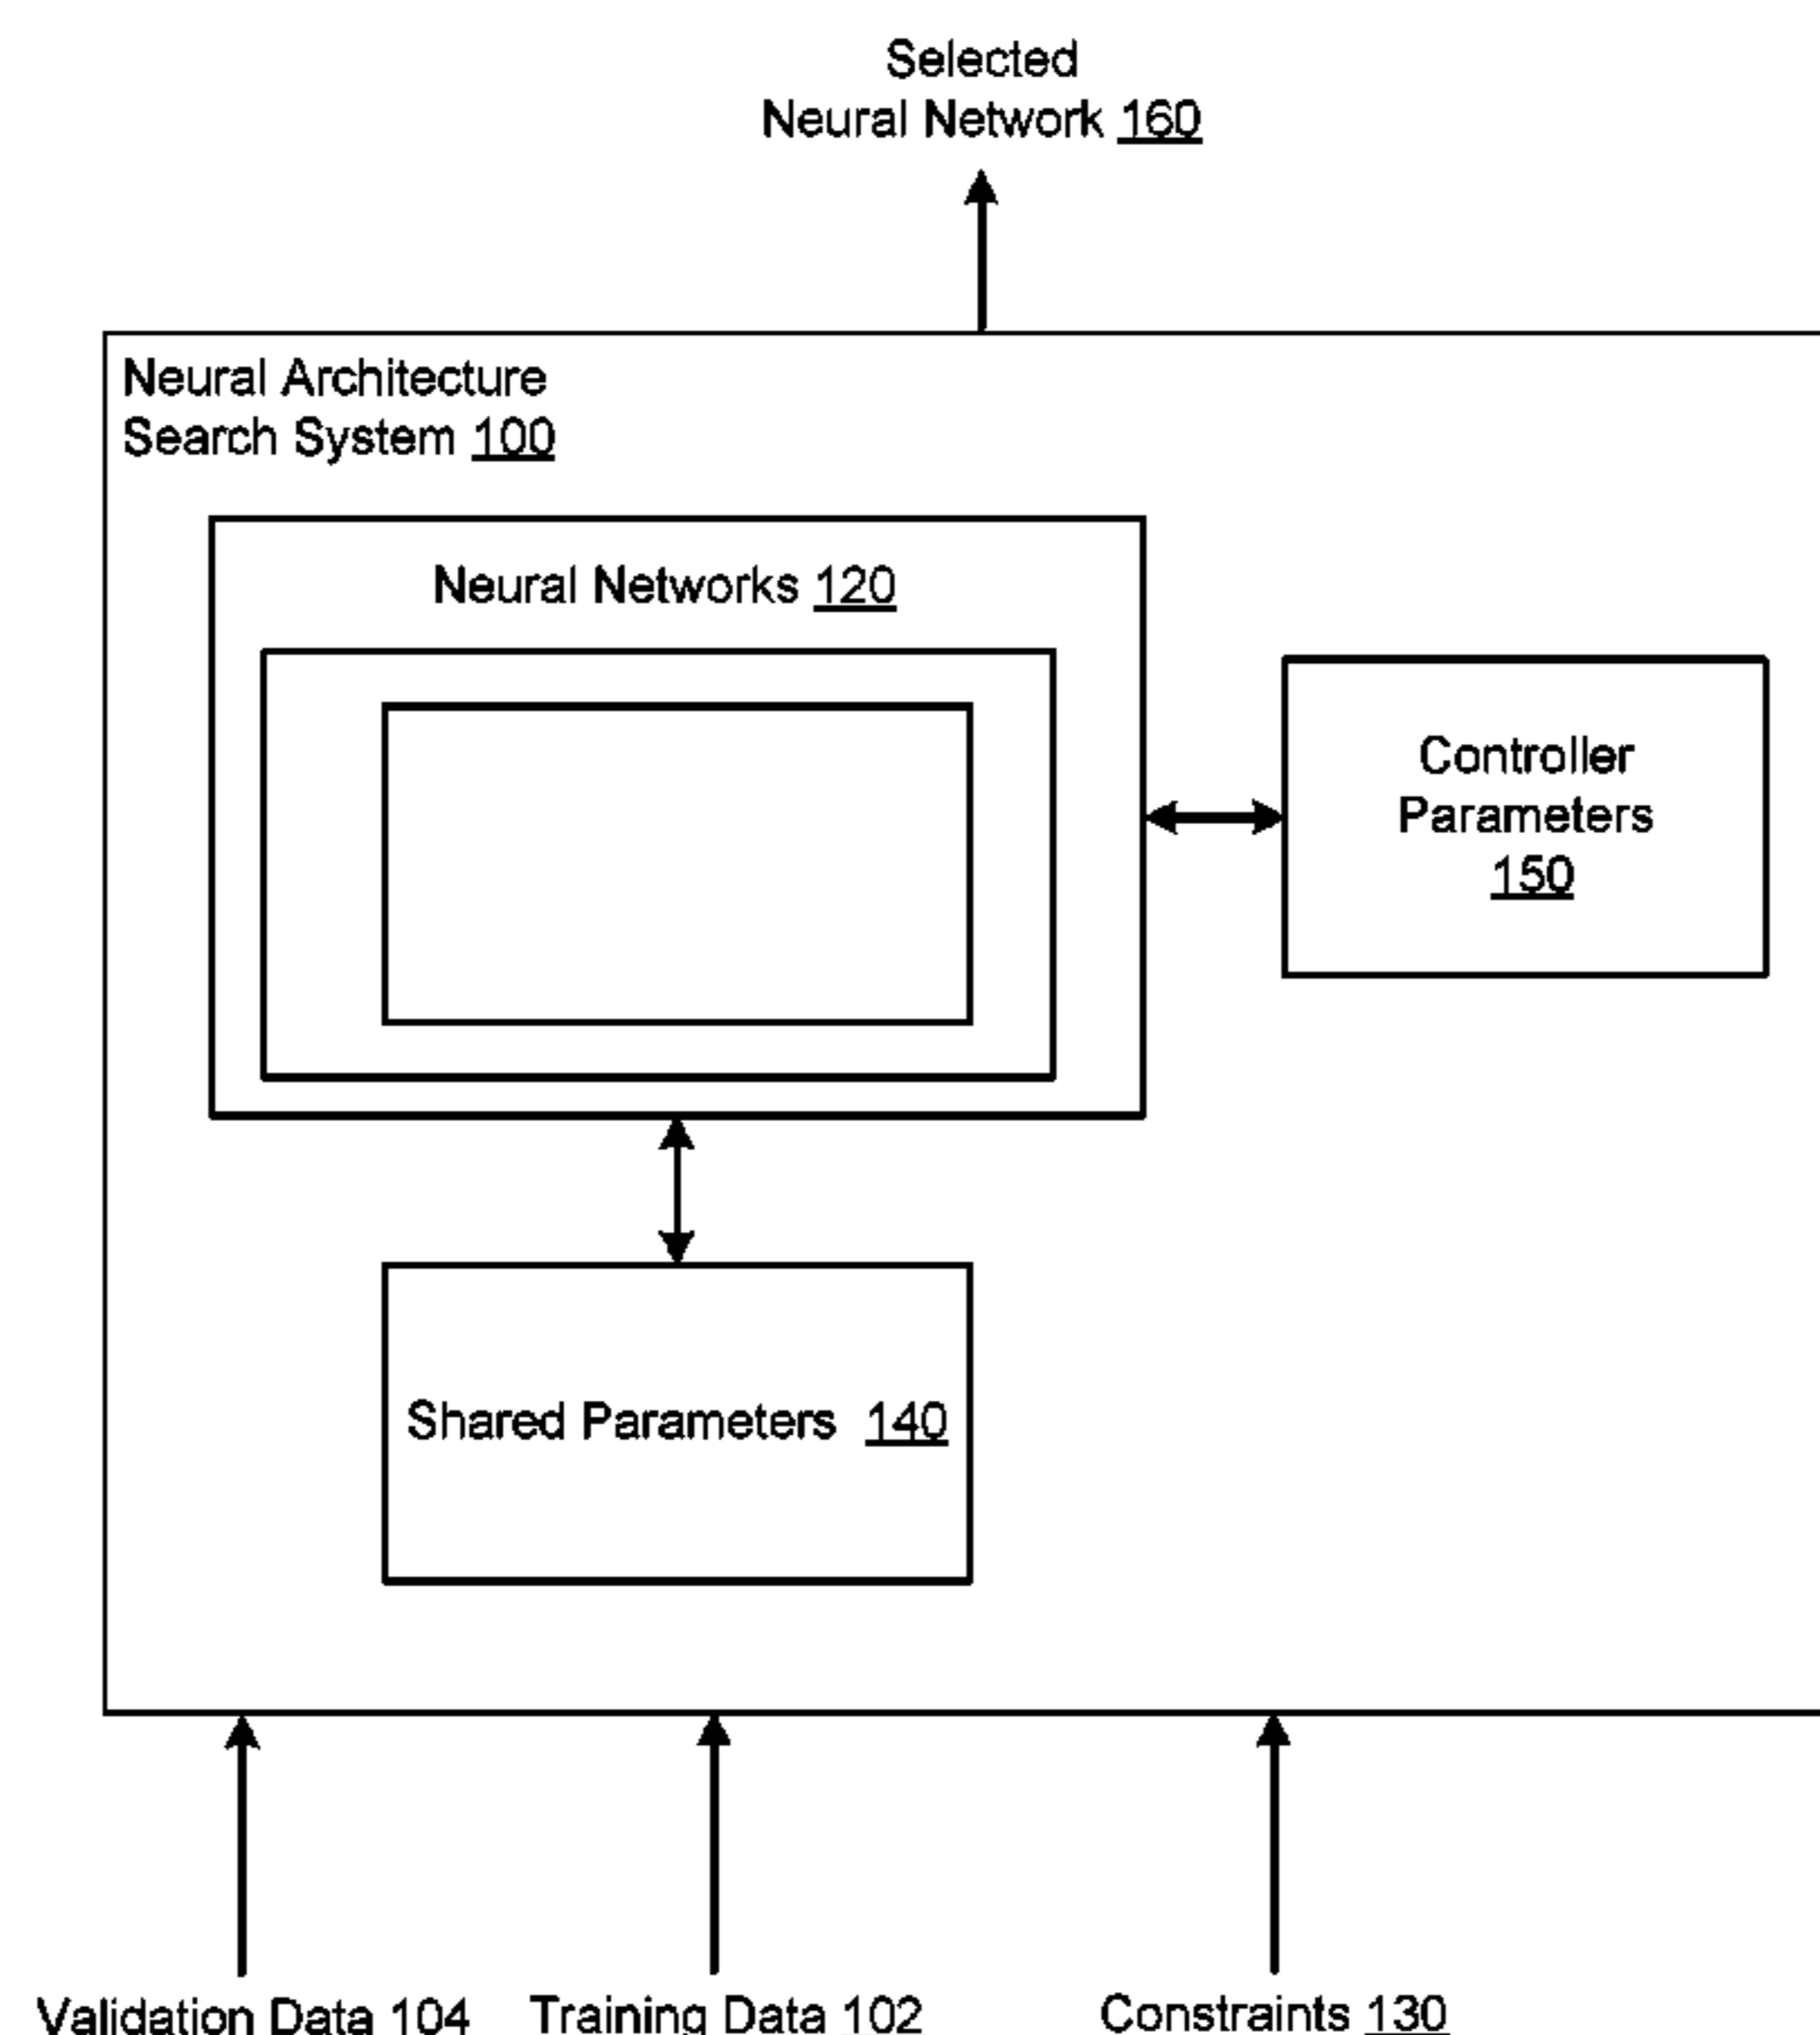 Selected
Neural Network 160
Neural Architecture
Search System 100
Neural Networks 120
Controller
Parameters
150
Shared Parameters 140
Validation Data 104
Training Data 102
Constraints 130